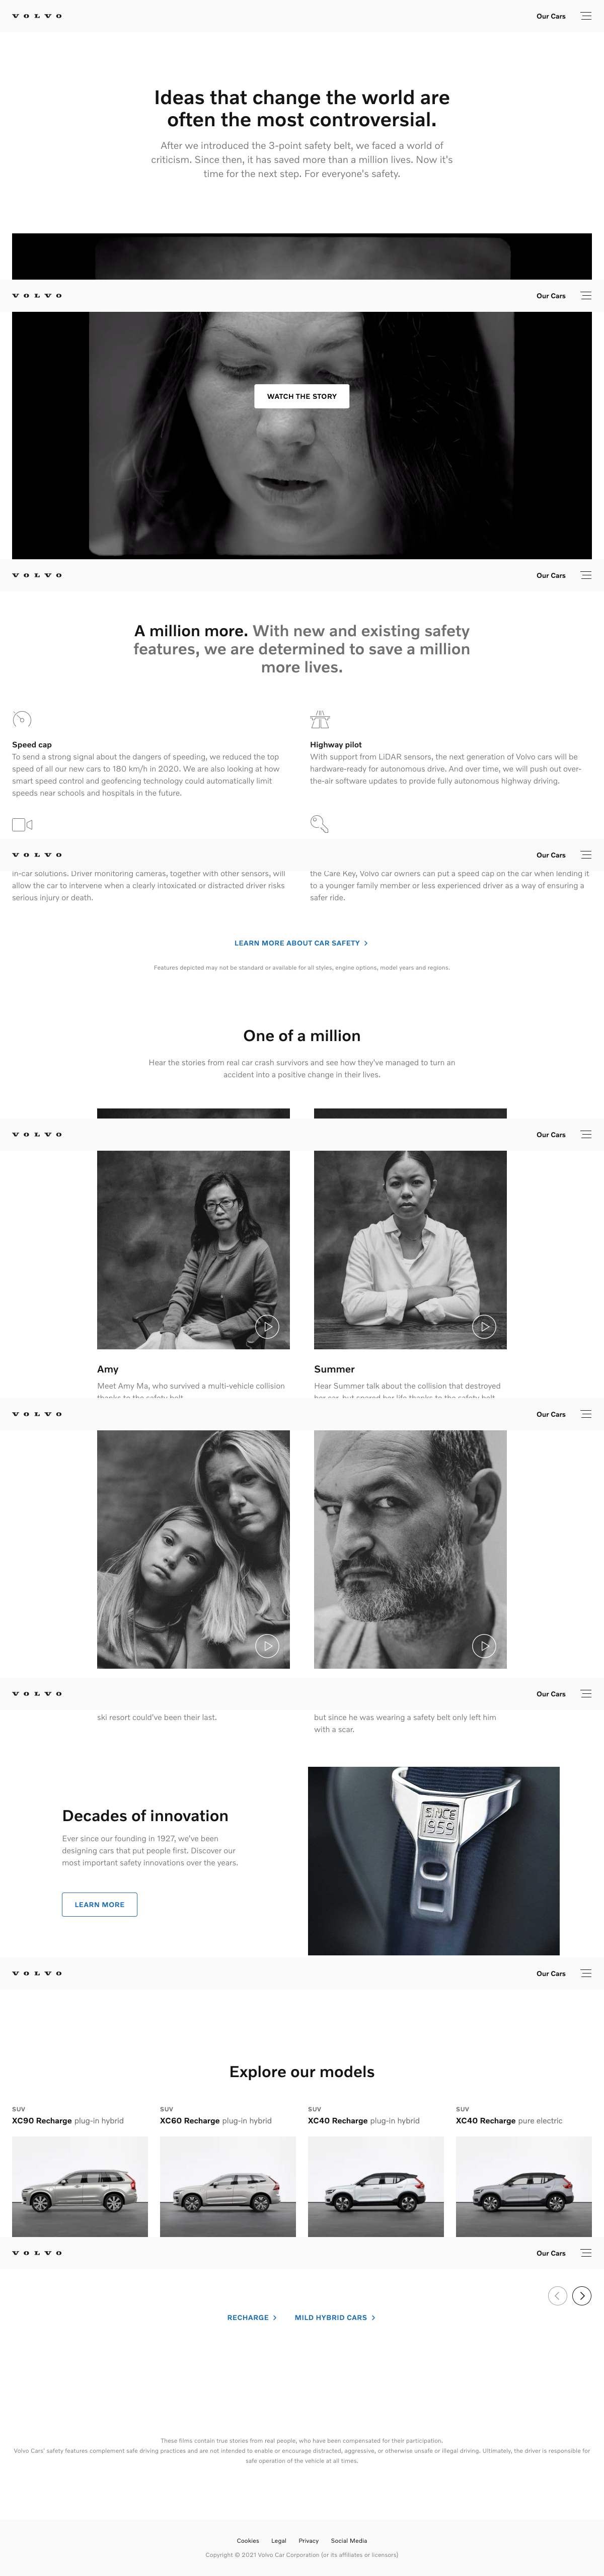 VOLVO
Our Cars
Ideas that change the world are
often the most controversial.
After we introduced the 3-point safety belt, we faced a world of
criticism. Since then, it has saved more than a million lives. Now it's
time for the next step. For everyone's safety.
VOLVO
Our Cars
WATCH THE STORY
VOLVO
Our Cars
A million more. With new and existing safety
features, we are determined to save a million
more lives.
Speed cap
To send a strong signal about the dangers of speeding, we reduced the top
speed of all our new cars to 180 km/h in 2020. We are also looking at how
smart speed control and geofencing technology could automatically limit
speeds near schools and hospitals in the future.
Highway pilot
With support from LiDAR sensors, the next generation of Volvo cars will be
hardware-ready for autonomous drive. And over time, we will push out over-
the-air software updates to provide fully autonomous highway driving.
VOLVO
Our Cars
in-car solutions. Driver monitoring cameras, together with other sensors, will
allow the car to intervene when a clearly intoxicated or distracted driver risks
serious injury or death.
the Care Key, Volvo car owners can put a speed cap on the car when lending it
to a younger family member or less experienced driver as a way of ensuring a
safer ride.
LEARN MORE ABOUT CAR SAFETY
Features depicted may not be standard or available for all styles, engine options, model years and regions.
One of a million
Hear the stories from real car crash survivors and see how they've managed to turn an
accident into a positive change in their lives.
VOLVO
Our Cars
Amy
Meet Amy Ma, who survived a multi-vehicle collision
thanks to the safety belt.
Summer
Hear Summer talk about the collision that destroyed
her car but spared her life thanks to the safety belt.
VOLVO
Our Cars
VOLVO
Our Cars
ski resort could've been their last.
but since he was wearing a safety belt only left him
with a scar.
Decades of innovation
Ever since our founding in 1927, we've been
designing cars that put people first. Discover our
most important safety innovations over the years.
LEARN MORE
SINCE
1959
VOLVO
Our Cars
Explore our models
SUV
XC90 Recharge plug-in hybrid
SUV
XC60 Recharge plug-in hybrid
SUV
XC40 Recharge plug-in hybrid
SUV
XC40 Recharge pure electric
VOLVO
Our Cars
RECHARGE
MILD HYBRID CARS
These films contain true stories from real people, who have been compensated for their participation.
Volvo Cars' safety features complement safe driving practices and are not intended to enable or encourage distracted, aggressive, or otherwise unsafe or illegal driving. Ultimately, the driver is responsible for
safe operation of the vehicle at all times.
Cookies Legal Privacy Social Media
Copyright © 2021 Volvo Car Corporation (or its affiliates or licensors)